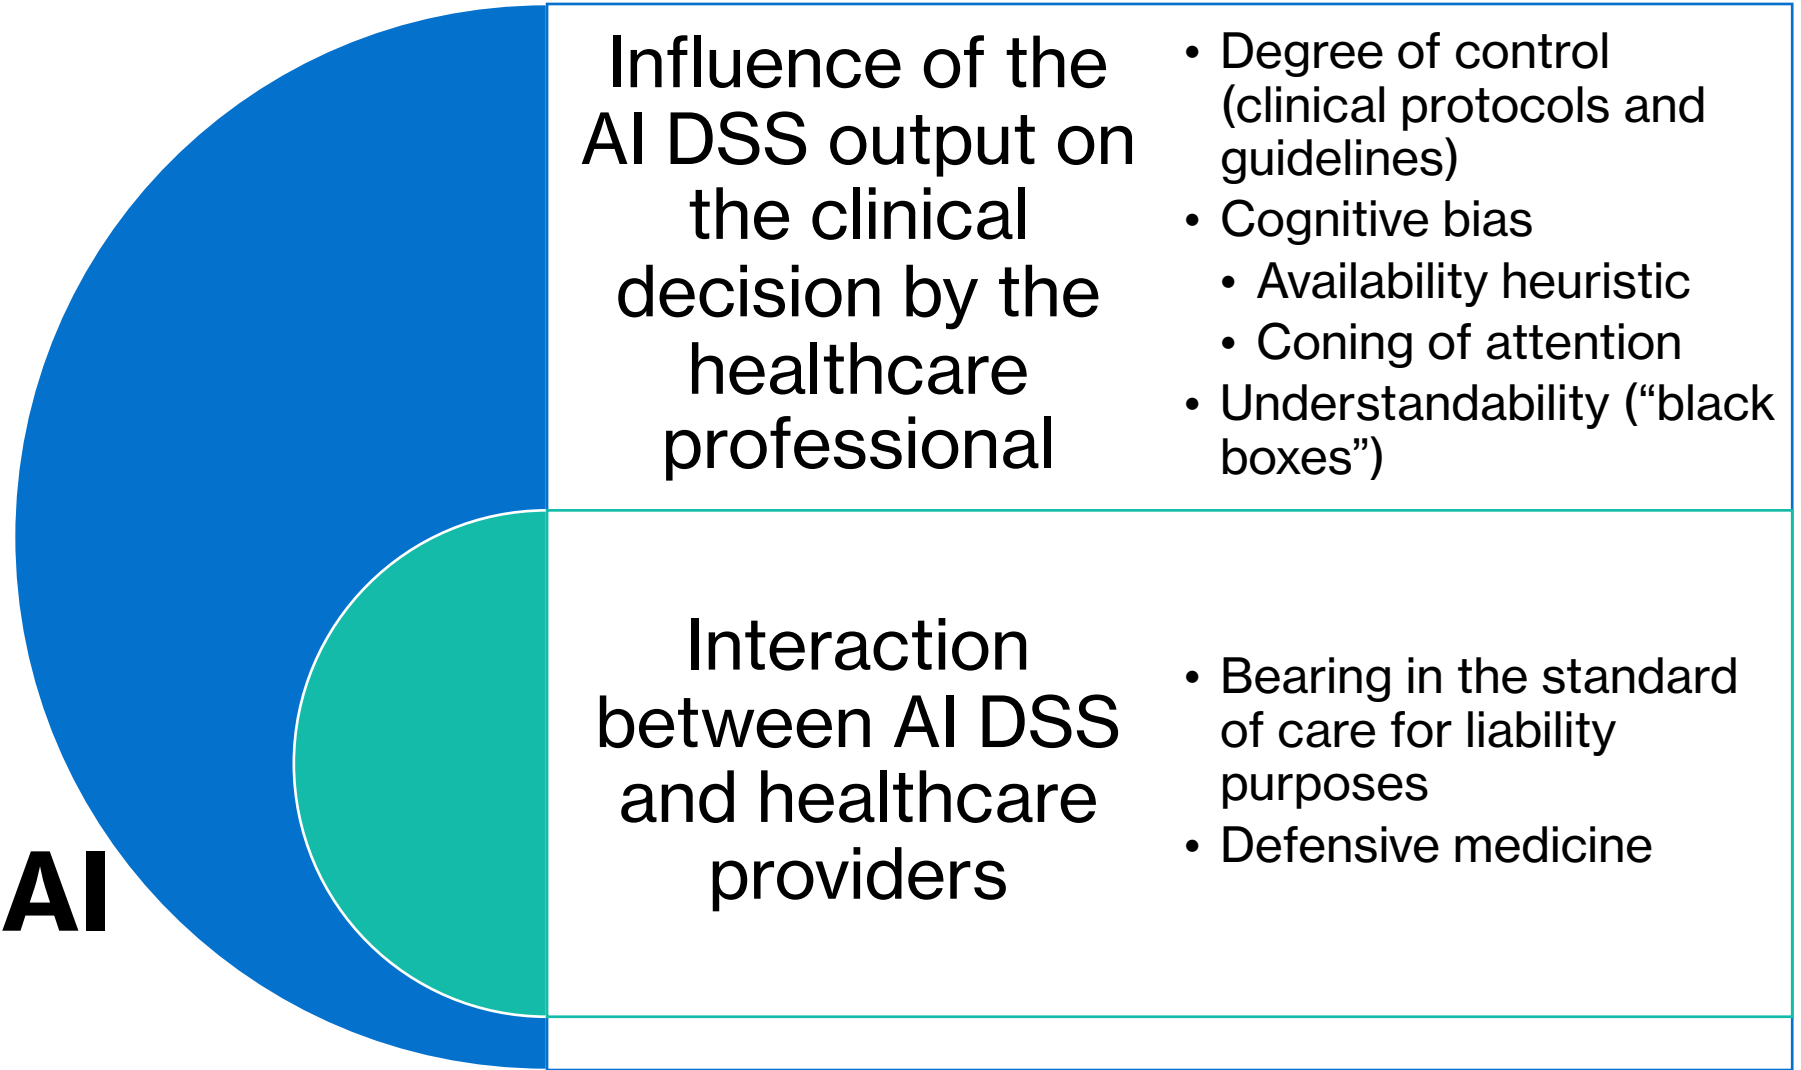 Influence of the
AI DSS output on
the clinical
decision by the
healthcare
professional
• Degree of control
(clinical protocols and
guidelines)
• Cognitive bias
• Availability heuristic
• Coning of attention
• Understandability (“black
boxes”)
Interaction
between AI DSS
and healthcare
providers
• Bearing in the standard
of care for liability
purposes
• Defensive medicine
AI